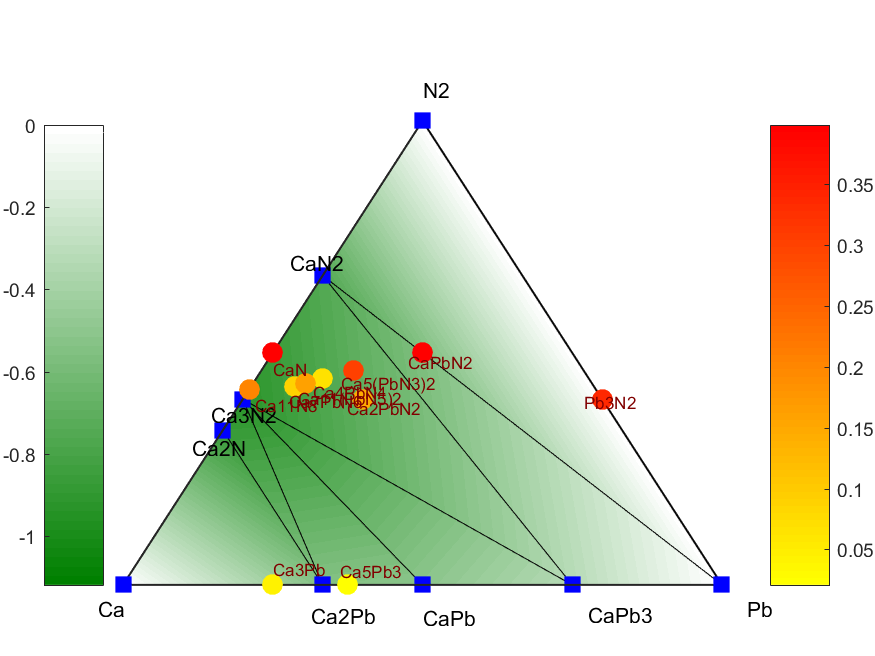 N2
0
-0.2
-0.4
-0.6
-0.8
-1
0.35
0.3
0.25
0.2
0.15
0.1
0.05
CaN2
CaN
CaPbN2
Ca5(PbN3)2
Ca4PbN4
Ca2PbN2
Pb3N2
Ca11N8
Ca3N2
Ca2N
Ca3Pb
Ca5Pb3
Ca
Ca2Pb
CaPb
CaPb3
Pb